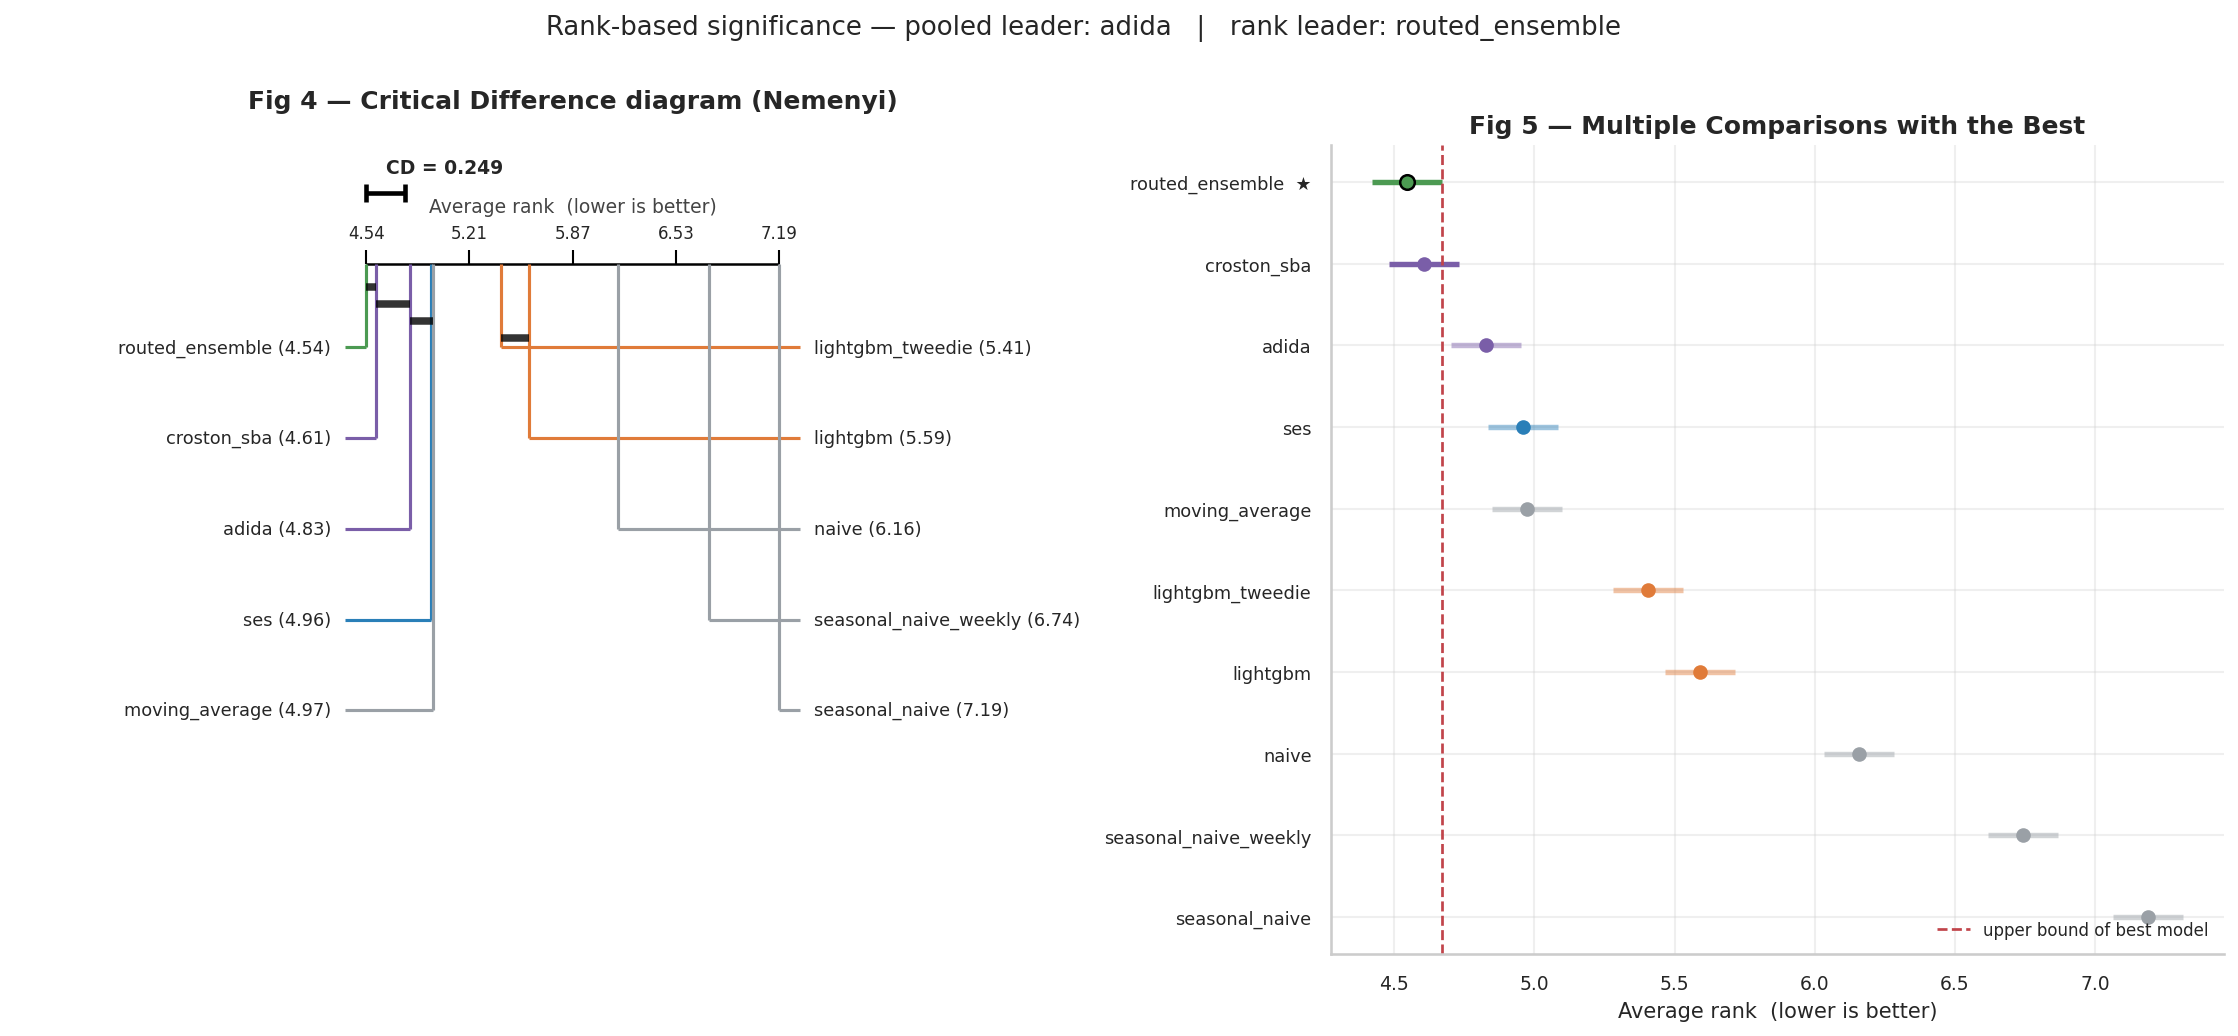 Rank-based significance — pooled leader: adida   |   rank leader: routed_ensemble
Fig 4 — Critical Difference diagram (Nemenyi)
CD = 0.249
Average rank  (lower is better)
4.54 5.21 5.87 6.53 7.19
routed_ensemble (4.54)
croston_sba (4.61)
adida (4.83)
ses (4.96)
moving_average (4.97)
lightgbm_tweedie (5.41)
lightgbm (5.59)
naive (6.16)
seasonal_naive_weekly (6.74)
seasonal_naive (7.19)
Fig 5 — Multiple Comparisons with the Best
routed_ensemble ★
croston_sba
adida
ses
moving_average
lightgbm_tweedie
lightgbm
naive
seasonal_naive_weekly
seasonal_naive
upper bound of best model
4.5 5.0 5.5 6.0 6.5 7.0
Average rank  (lower is better)